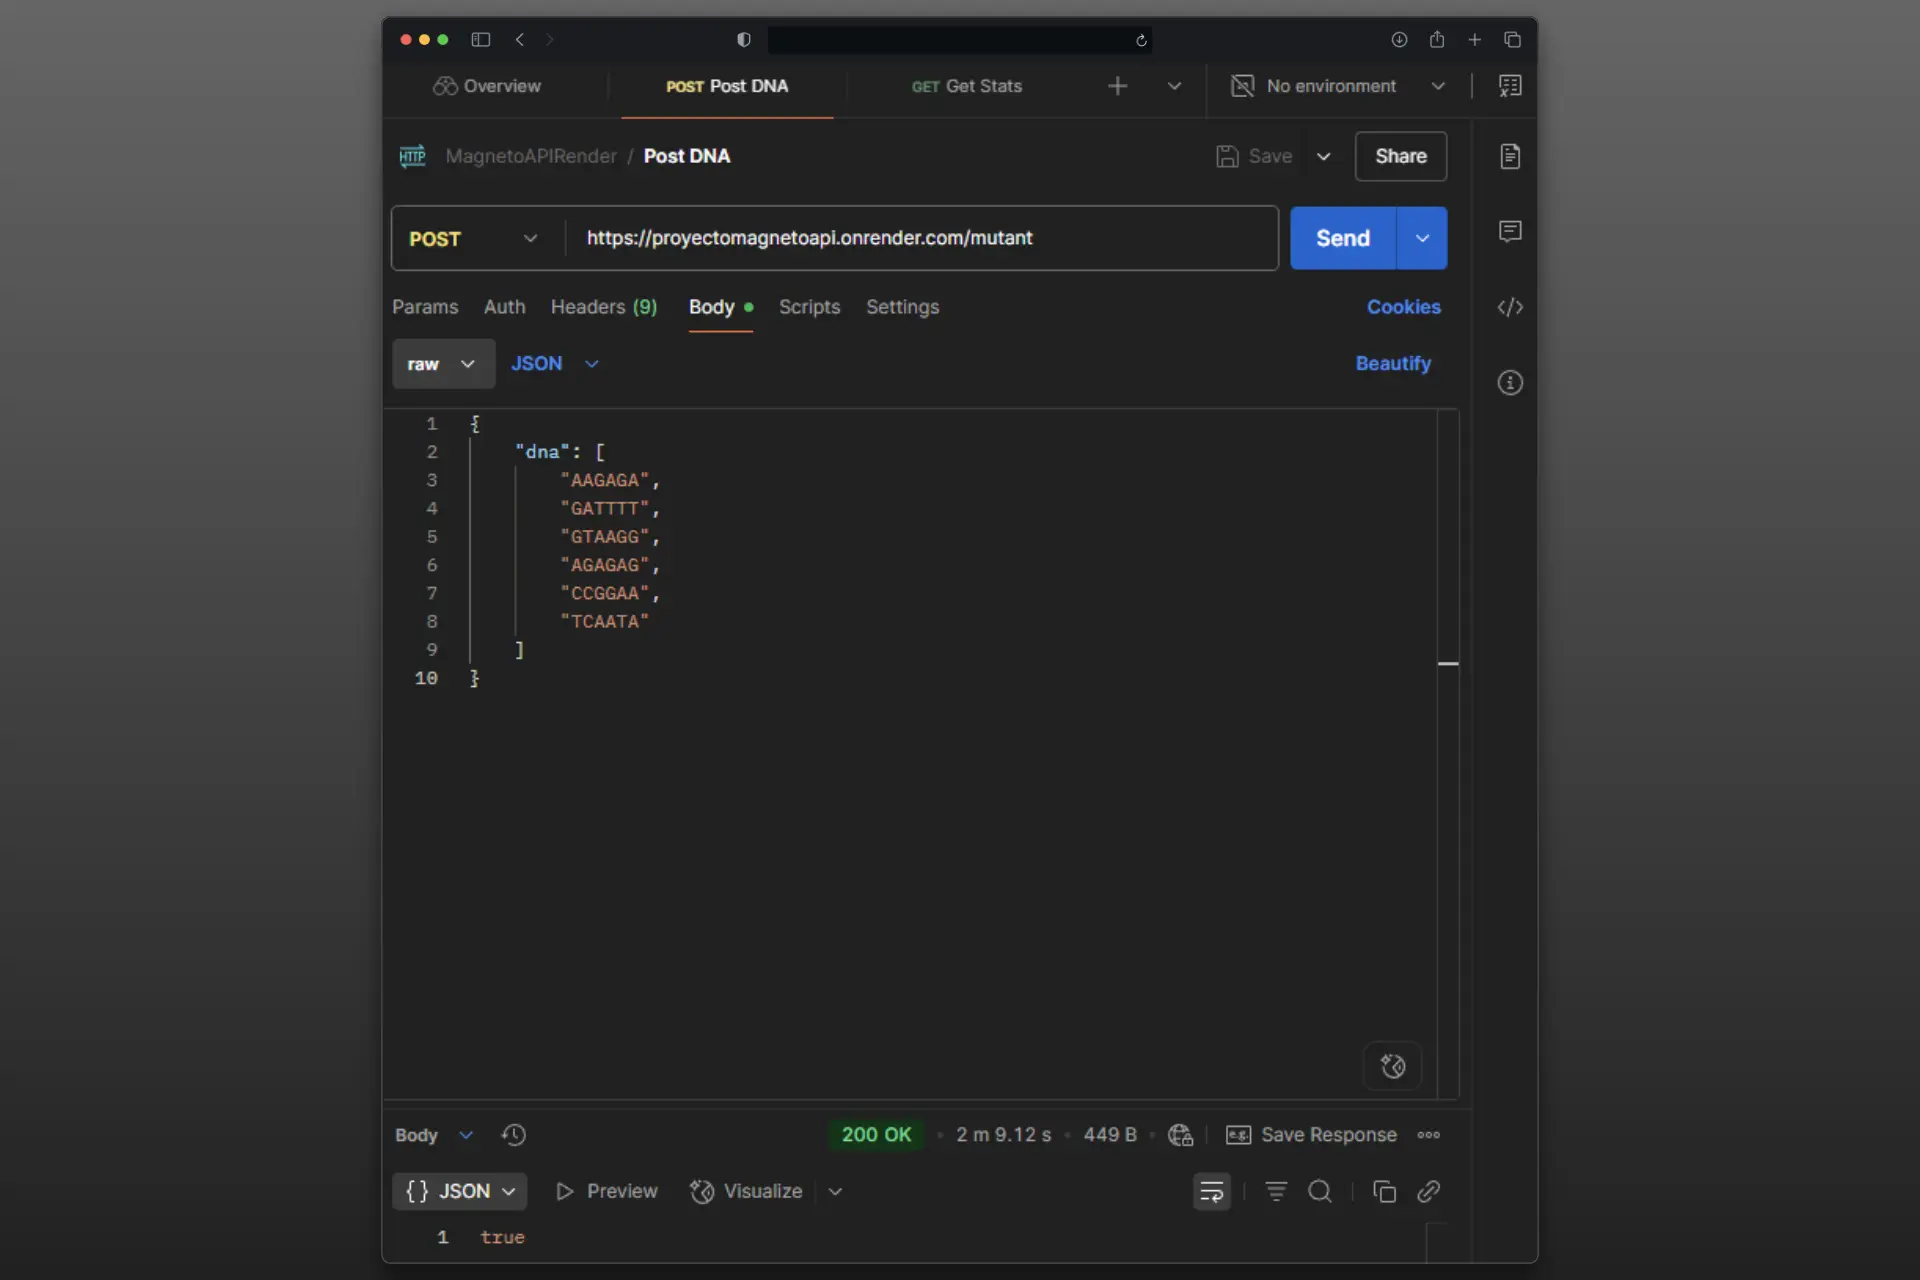 Overview POST Post DNA GET Get Stats No environment
HTTP MagnetoAPIRender / Post DNA Save Share
POST https://proyectomagnetoapi.onrender.com/mutant Send
Params Auth Headers (9) Body Scripts Settings Cookies
raw JSON Beautify
1 {
2 "dna": [
3 "AAGAGA",
4 "GATTTT",
5 "GTAAGG",
6 "AGAGAG",
7 "CCGGAA",
8 "TCAATA"
9 ]
10 }
Body 200 OK 2 m 9.12 s 449 B e.g. Save Response
{} JSON Preview Visualize
1 true